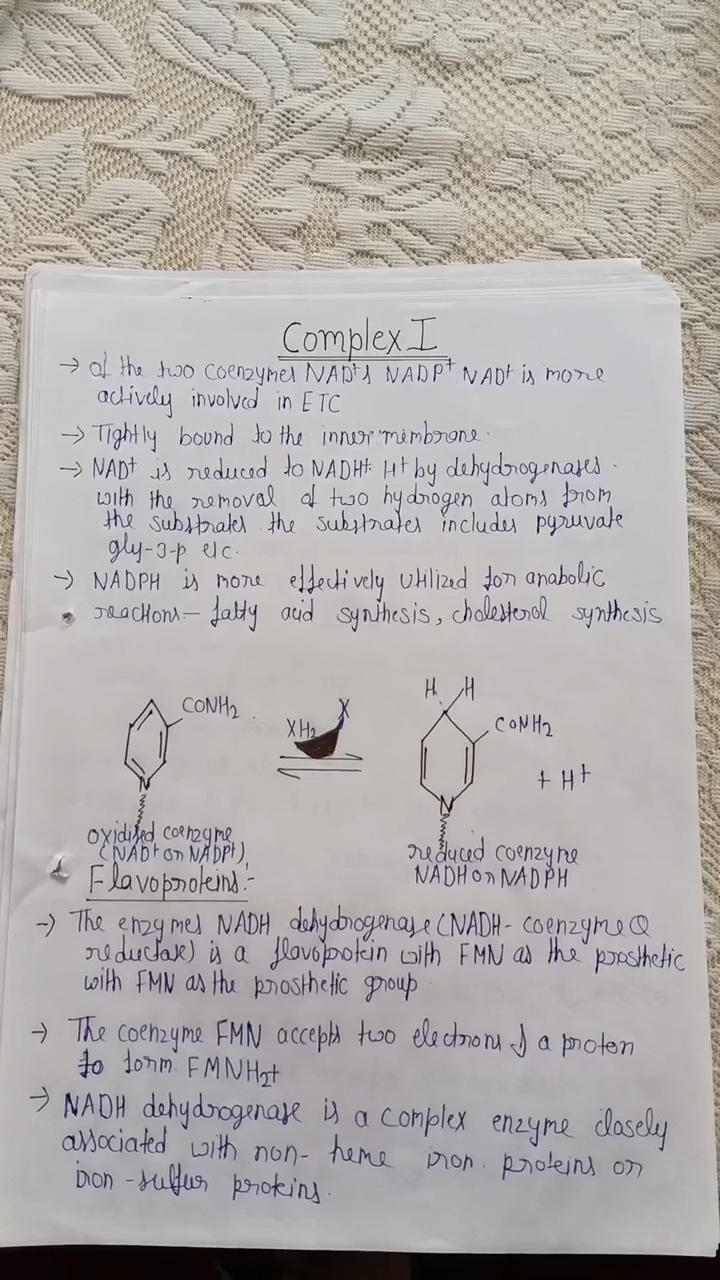 Complex I
→ Of the two coenzymes NAD+ & NADP+ NAD+ is more
actively involved in ETC
→ Tightly bound to the inner membrane.
→ NAD+ is reduced to NADH+ H+ by dehydrogenases.
with the removal of two hydrogen atoms from
the substrates the substrates includes pyruvate
gly-3-p etc.
→ NADPH is more effectively utilized for anabolic
reactions - fatty acid synthesis, cholesterol synthesis
CONH2
N
XH2 X
H H
CONH2
N
+ H+
oxidized coenzyme
(NAD+ or NADP+)
reduced coenzyme
NADH or NADPH
Flavoproteins:-
→ The enzymes NADH dehydrogenase (NADH-coenzyme Q
reductase) is a flavoprotein with FMN as the prosthetic
with FMN as the prosthetic group.
→ The coenzyme FMN accepts two electrons & a proton
to form FMNH2+
→ NADH dehydrogenase is a complex enzyme closely
associated with non-heme iron proteins or
iron-sulfur proteins.